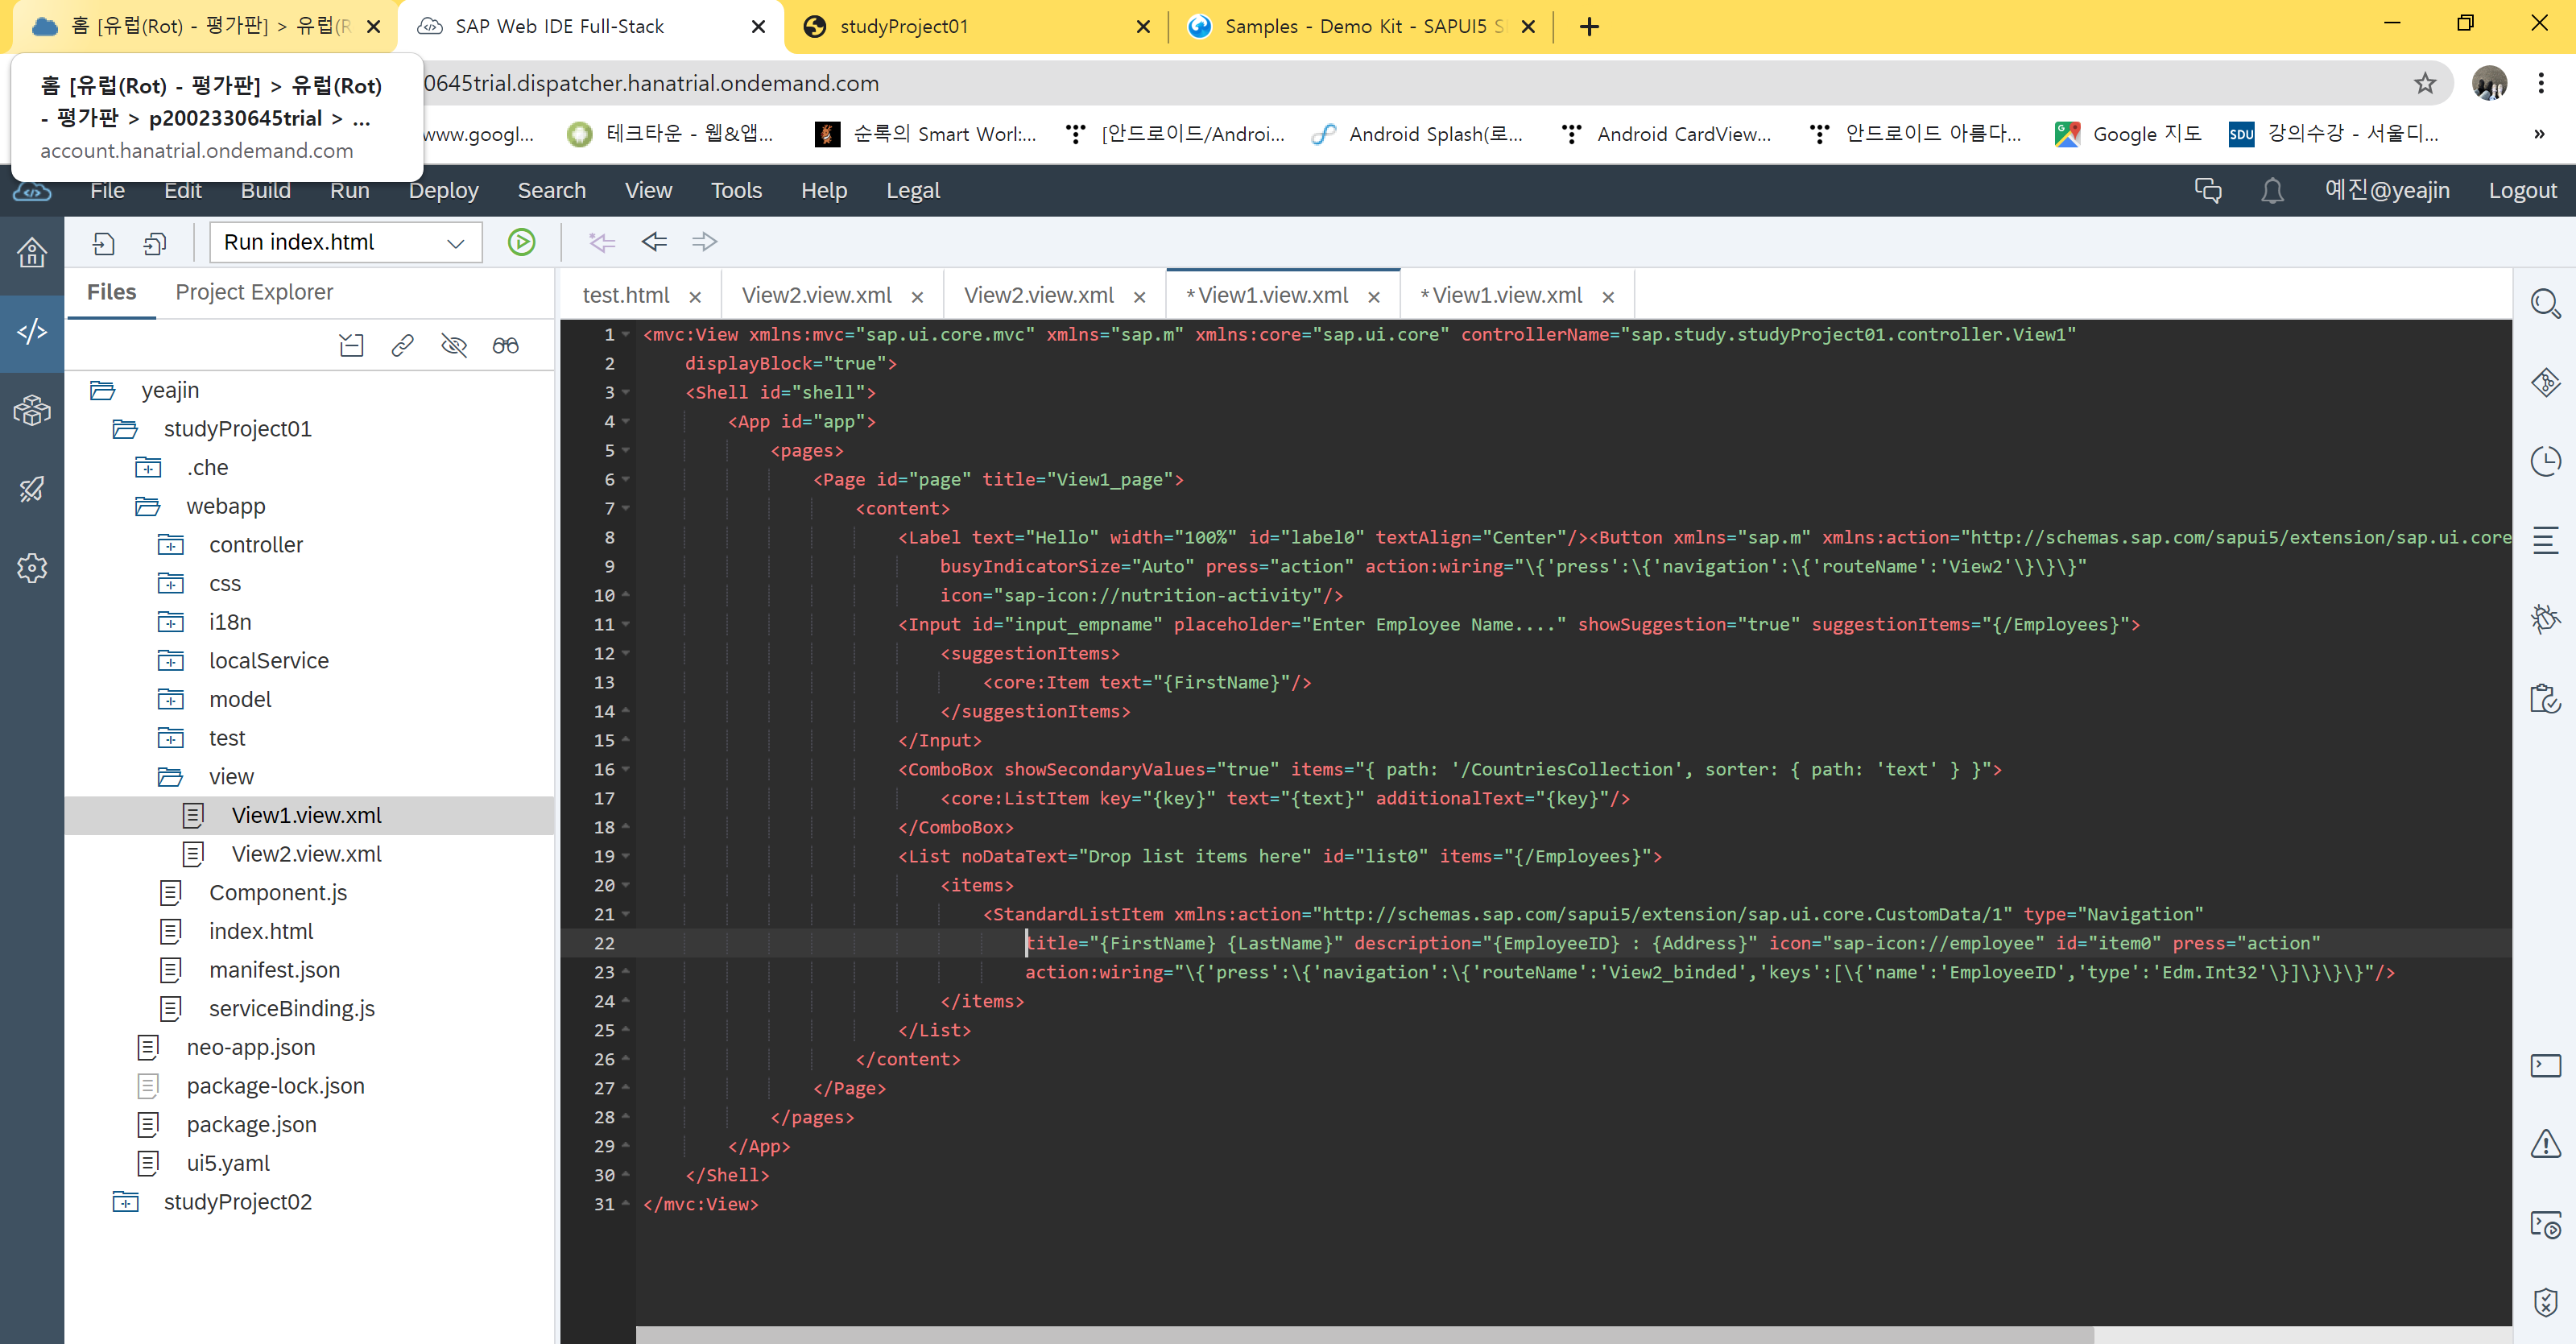 홈 [유럽(Rot) - 평가판] > 유럽(R
SAP Web IDE Full-Stack
studyProject01
Samples - Demo Kit - SAPUI5 S
홈 [유럽(Rot) - 평가판] > 유럽(Rot)
- 평가판 > p2002330645trial > ...
account.hanatrial.ondemand.com
0645trial.dispatcher.hanatrial.ondemand.com
www.googl...
테크타운 - 웹&앱...
순록의 Smart Worl:...
[안드로이드/Androi...
Android Splash(로...
Android CardView...
안드로이드 아름다...
Google 지도
SDU
강의수강 - 서울디...
»
File Edit Build Run Deploy Search View Tools Help Legal
예진@yeajin Logout
Run index.html
Files Project Explorer
yeajin
studyProject01
.che
webapp
controller
css
i18n
localService
model
test
view
View1.view.xml
View2.view.xml
Component.js
index.html
manifest.json
serviceBinding.js
neo-app.json
package-lock.json
package.json
ui5.yaml
studyProject02
test.html × View2.view.xml × View2.view.xml × *View1.view.xml × *View1.view.xml ×
1 <mvc:View xmlns:mvc="sap.ui.core.mvc" xmlns="sap.m" xmlns:core="sap.ui.core" controllerName="sap.study.studyProject01.controller.View1"
2 displayBlock="true">
3 <Shell id="shell">
4 <App id="app">
5 <pages>
6 <Page id="page" title="View1_page">
7 <content>
8 <Label text="Hello" width="100%" id="label0" textAlign="Center"/><Button xmlns="sap.m" xmlns:action="http://schemas.sap.com/sapui5/extension/sap.ui.core
9 busyIndicatorSize="Auto" press="action" action:wiring="\{'press':\{'navigation':\{'routeName':'View2'\}\}\}"
10 icon="sap-icon://nutrition-activity"/>
11 <Input id="input_empname" placeholder="Enter Employee Name...." showSuggestion="true" suggestionItems="{/Employees}">
12 <suggestionItems>
13 <core:Item text="{FirstName}"/>
14 </suggestionItems>
15 </Input>
16 <ComboBox showSecondaryValues="true" items="{ path: '/CountriesCollection', sorter: { path: 'text' } }">
17 <core:ListItem key="{key}" text="{text}" additionalText="{key}"/>
18 </ComboBox>
19 <List noDataText="Drop list items here" id="list0" items="{/Employees}">
20 <items>
21 <StandardListItem xmlns:action="http://schemas.sap.com/sapui5/extension/sap.ui.core.CustomData/1" type="Navigation"
22 title="{FirstName} {LastName}" description="{EmployeeID} : {Address}" icon="sap-icon://employee" id="item0" press="action"
23 action:wiring="\{'press':\{'navigation':\{'routeName':'View2_binded','keys':[\{'name':'EmployeeID','type':'Edm.Int32'\}]\}\}\}"/>
24 </items>
25 </List>
26 </content>
27 </Page>
28 </pages>
29 </App>
30 </Shell>
31 </mvc:View>